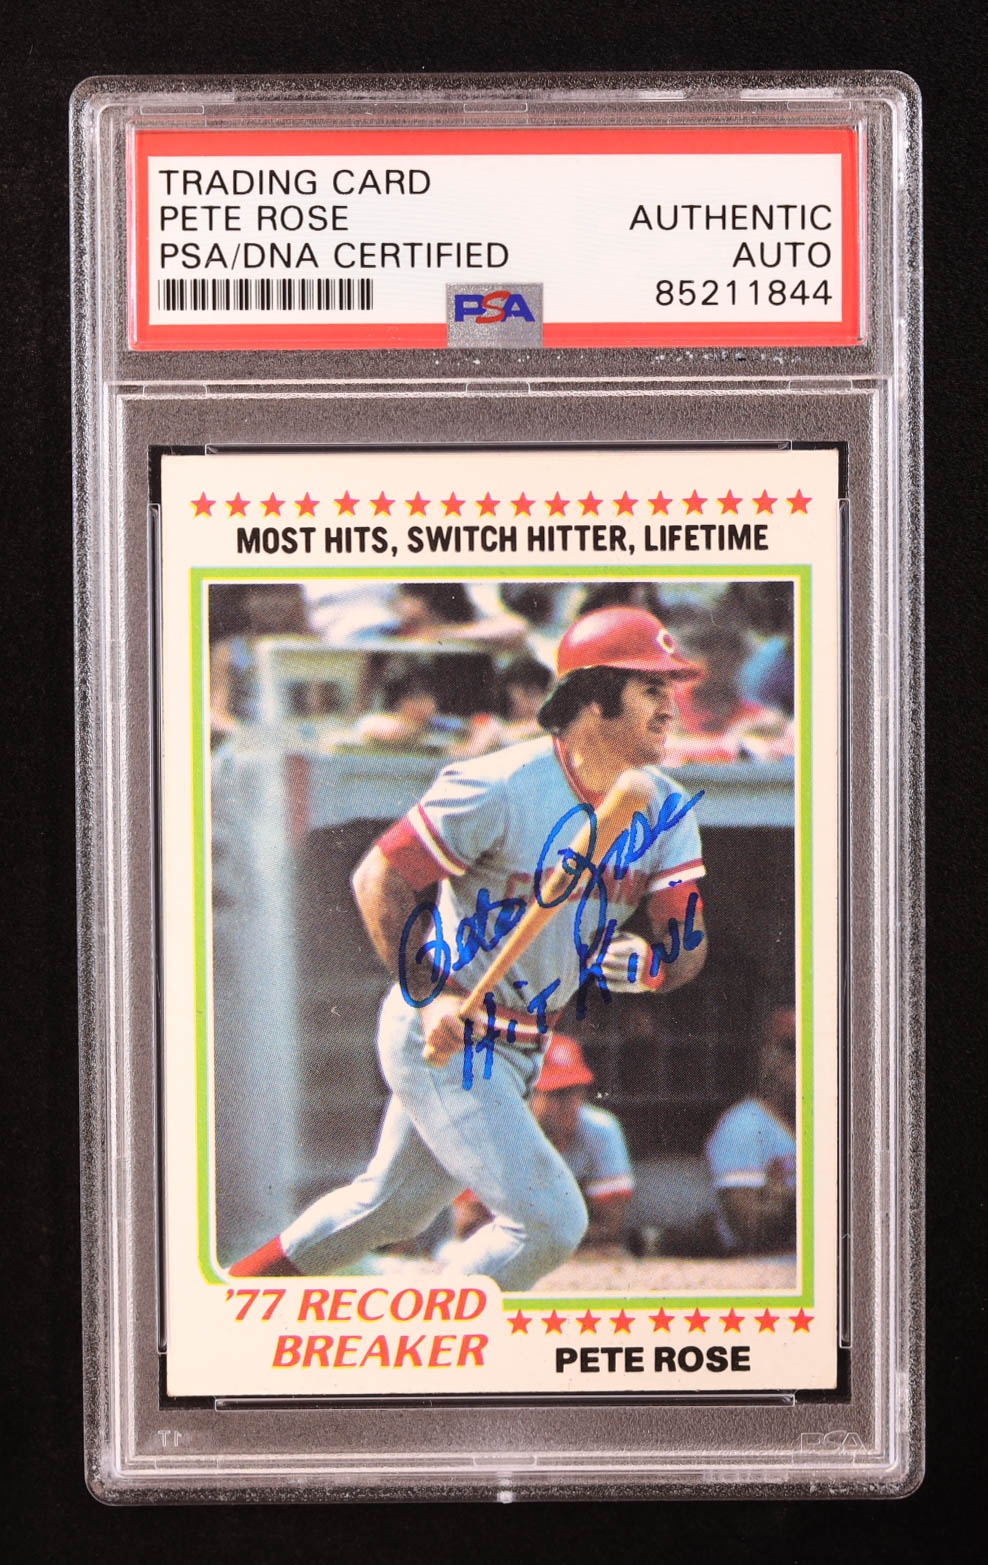 TRADING CARD
PETE ROSE
PSA/DNA CERTIFIED
AUTHENTIC
AUTO
85211844
PSA
MOST HITS, SWITCH HITTER, LIFETIME
C
Pete Rose
Hit King
'77 RECORD
BREAKER
PETE ROSE
PSA